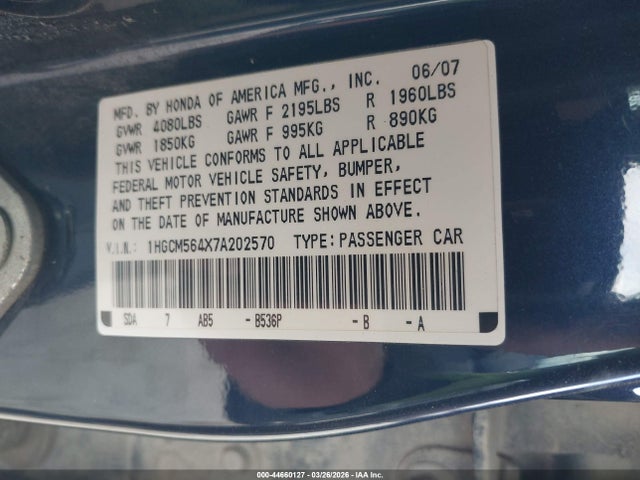 MFD. BY HONDA OF AMERICA MFG., INC. 06/07
GVWR 4080LBS GAWR F 2195LBS R 1960LBS
GVWR 1850KG GAWR F 995KG R 890KG
THIS VEHICLE CONFORMS TO ALL APPLICABLE
FEDERAL MOTOR VEHICLE SAFETY, BUMPER,
AND THEFT PREVENTION STANDARDS IN EFFECT
ON THE DATE OF MANUFACTURE SHOWN ABOVE.
V.I.N.: 1HGCM564X7A202570 TYPE:PASSENGER CAR
SDA 7 AB5 - B536P - B - A
000-44660127 - 03/26/2026 - IAAI.com